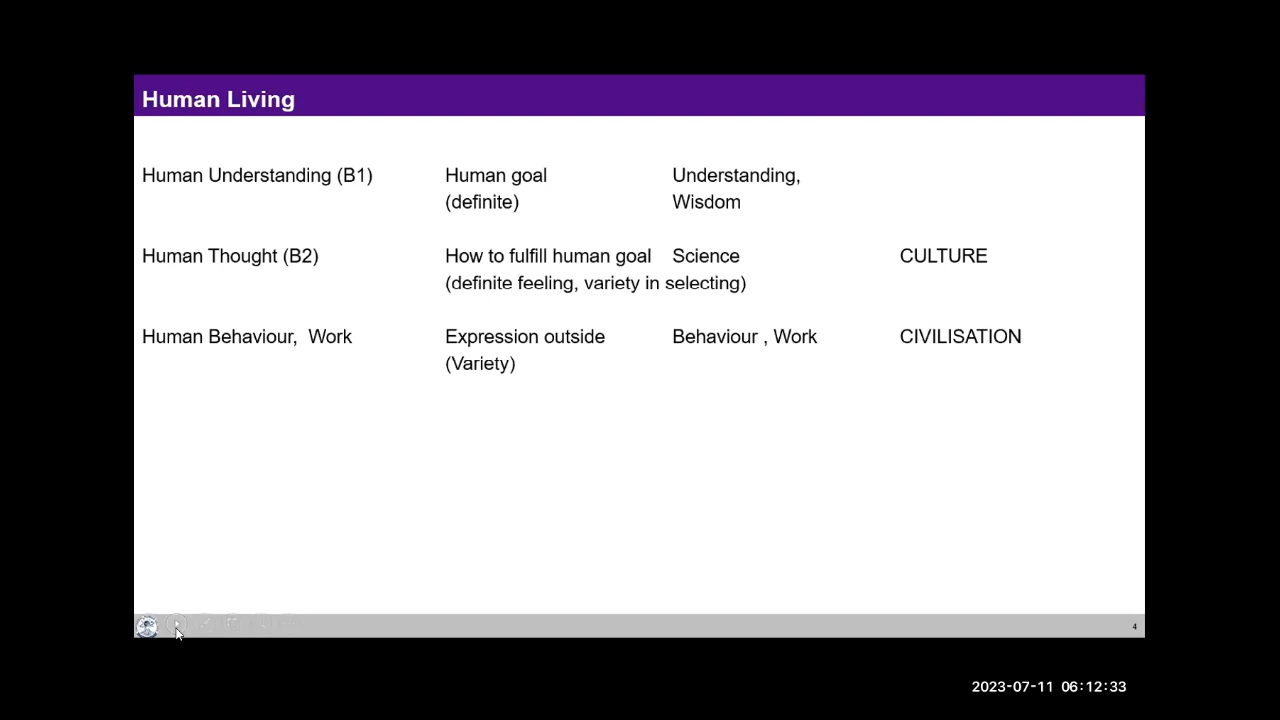 Human Living
Human Understanding (B1) Human goal Understanding,
(definite) Wisdom
Human Thought (B2) How to fulfill human goal Science CULTURE
(definite feeling, variety in selecting)
Human Behaviour, Work Expression outside Behaviour , Work CIVILISATION
(Variety)
4
2023-07-11 06:12:33